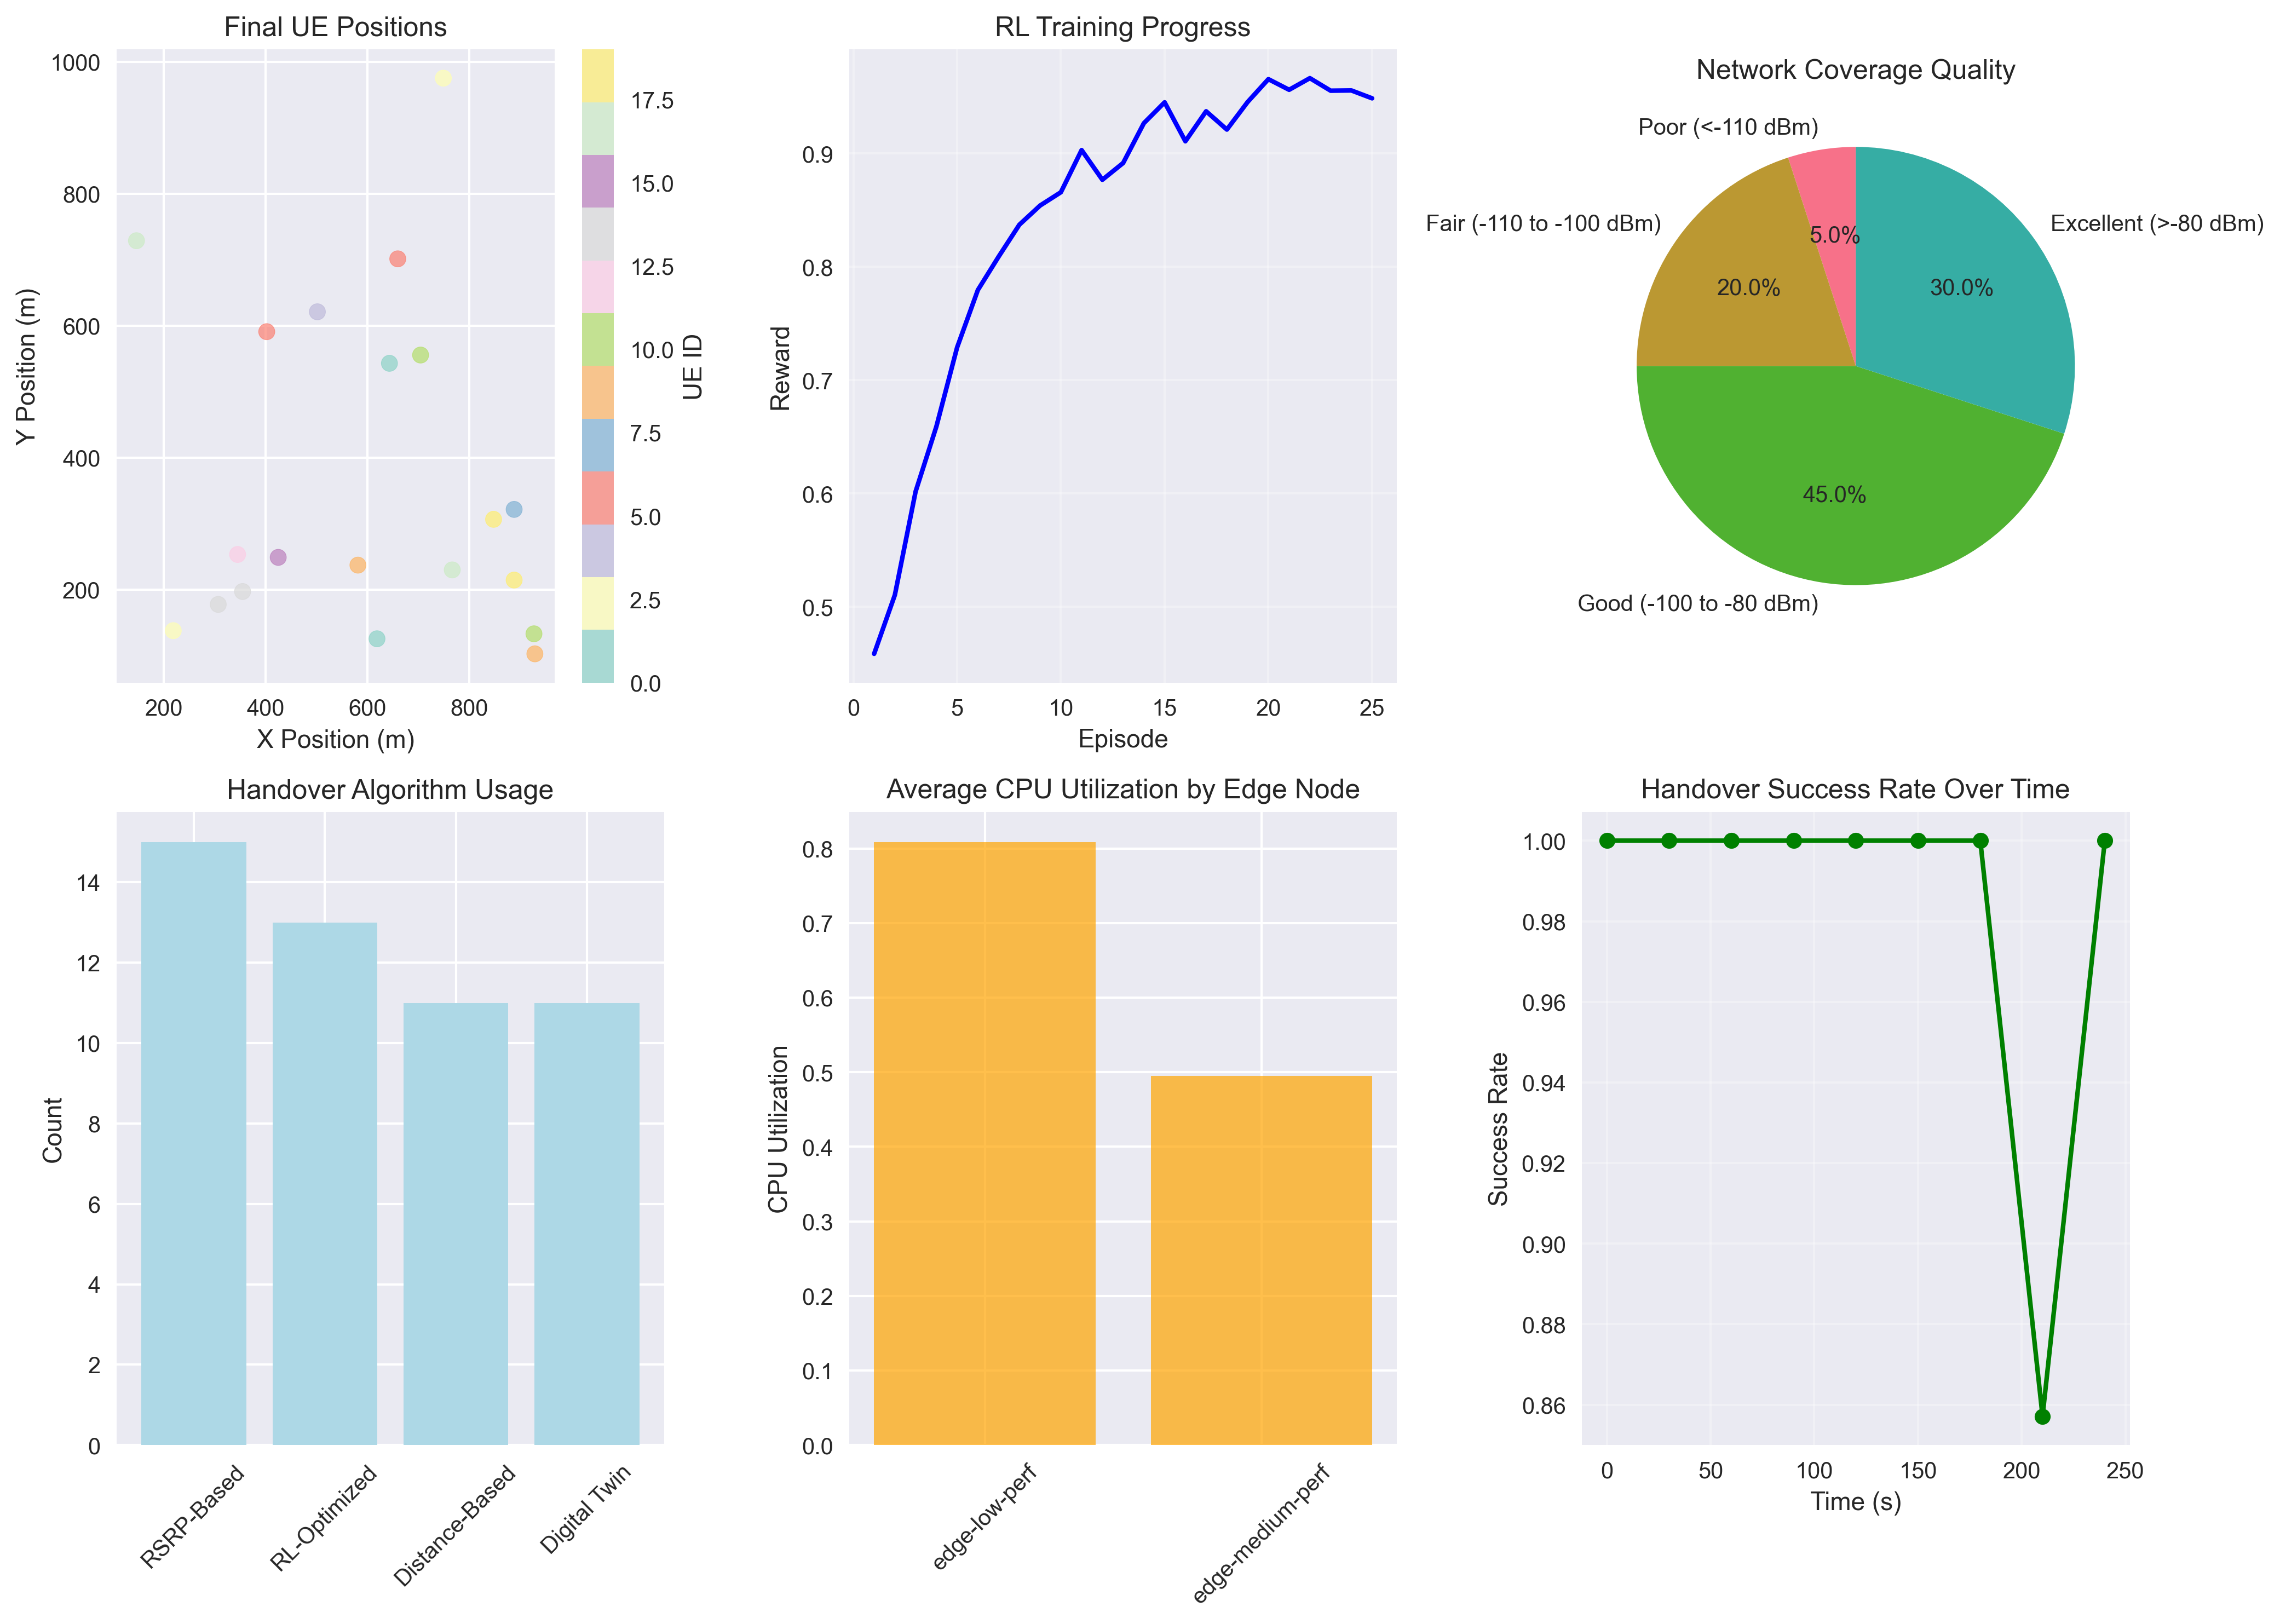 Final UE Positions
1000
800
600
400
200
Y Position (m)
200
400
600
800
X Position (m)
17.5
15.0
12.5
10.0
7.5
5.0
2.5
0.0
UE ID
RL Training Progress
0.9
0.8
0.7
0.6
0.5
Reward
0
5
10
15
20
25
Episode
Network Coverage Quality
Poor (<-110 dBm)
Fair (-110 to -100 dBm)
Excellent (>-80 dBm)
5.0%
20.0%
30.0%
45.0%
Good (-100 to -80 dBm)
Handover Algorithm Usage
14
12
10
8
6
4
2
0
Count
RSRP-Based
RL-Optimized
Distance-Based
Digital Twin
Average CPU Utilization by Edge Node
0.8
0.7
0.6
0.5
0.4
0.3
0.2
0.1
0.0
CPU Utilization
edge-low-perf
edge-medium-perf
Handover Success Rate Over Time
1.00
0.98
0.96
0.94
0.92
0.90
0.88
0.86
Success Rate
0
50
100
150
200
250
Time (s)